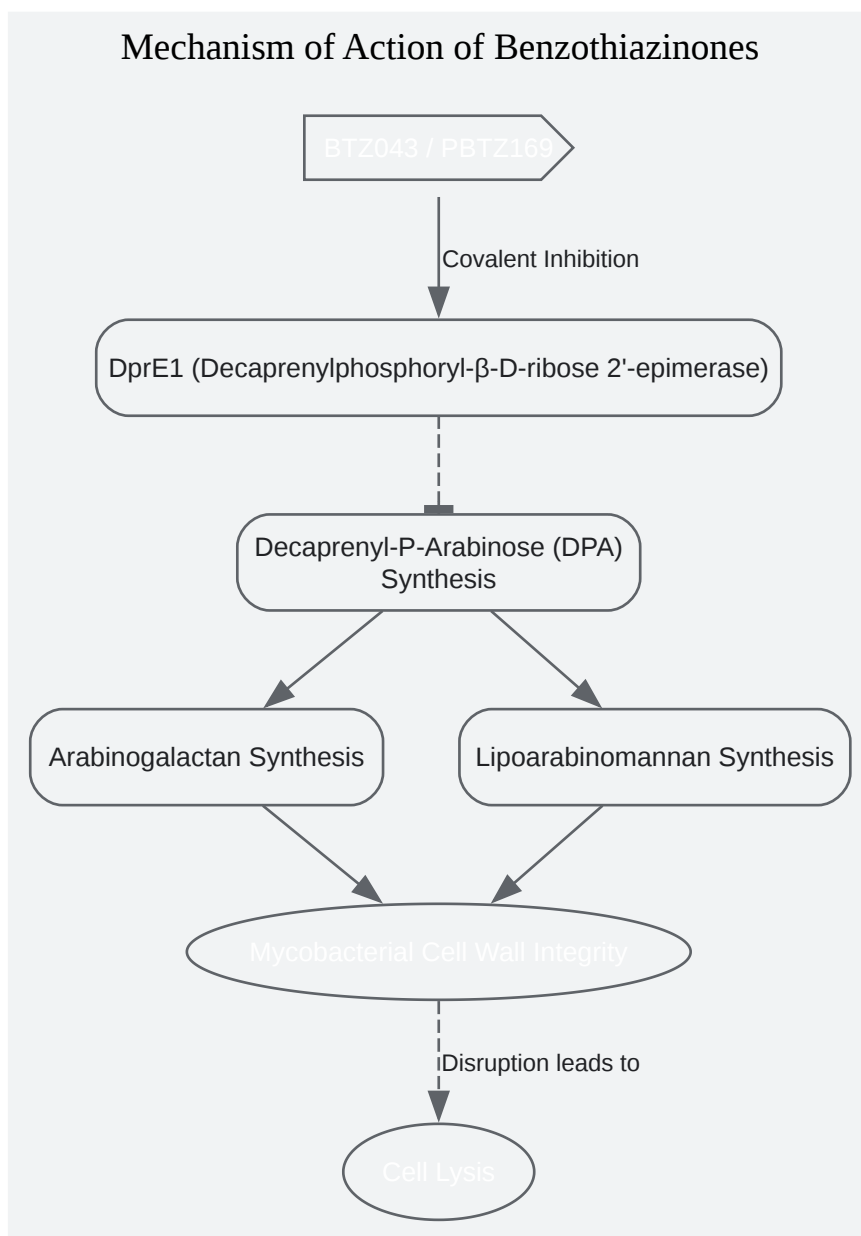 Mechanism of Action of Benzothiazinones
BTZ043 / PBTZ169
Covalent Inhibition
DprE1 (Decaprenylphosphoryl-β-D-ribose 2'-epimerase)
Decaprenyl-P-Arabinose (DPA)
Synthesis
Arabinogalactan Synthesis
Lipoarabinomannan Synthesis
Mycobacterial Cell Wall Integrity
Disruption leads to
Cell Lysis